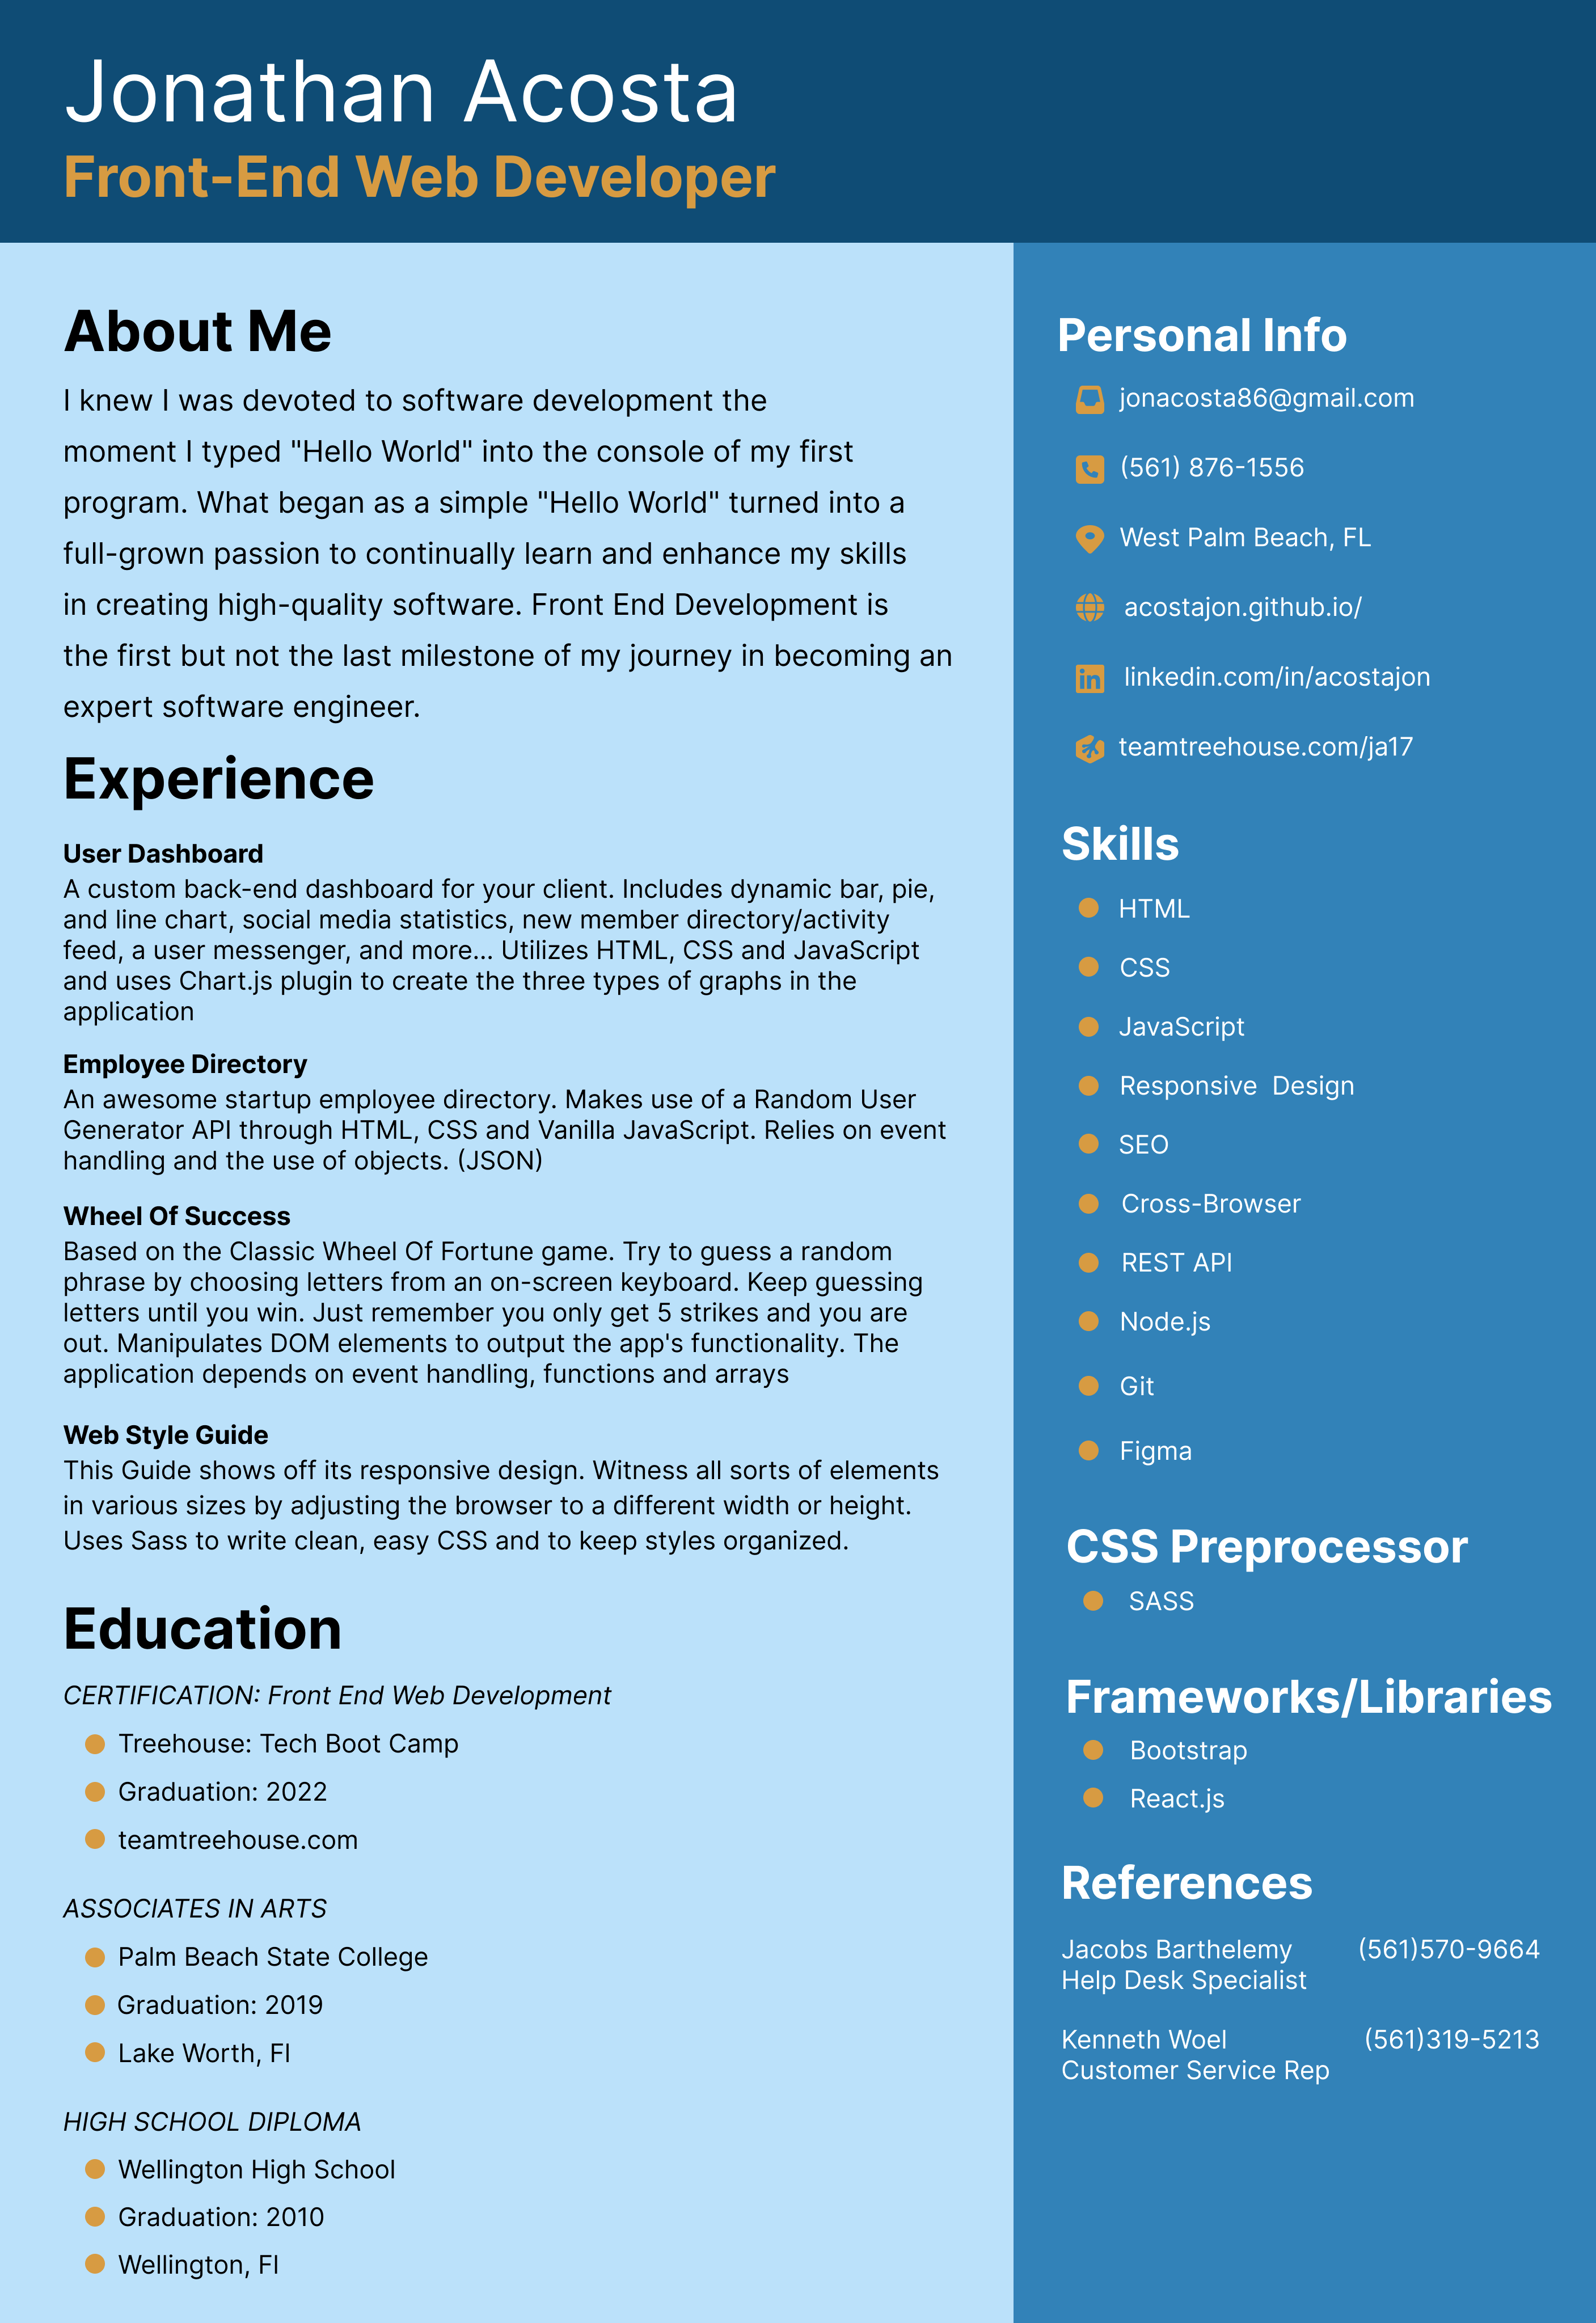 Jonathan Acosta
Front-End Web Developer
About Me
I knew I was devoted to software development the
moment I typed "Hello World" into the console of my first
program. What began as a simple "Hello World" turned into a
full-grown passion to continually learn and enhance my skills
in creating high-quality software. Front End Development is
the first but not the last milestone of my journey in becoming an
expert software engineer.
Experience
User Dashboard
A custom back-end dashboard for your client. Includes dynamic bar, pie,
and line chart, social media statistics, new member directory/activity
feed, a user messenger, and more... Utilizes HTML, CSS and JavaScript
and uses Chart.js plugin to create the three types of graphs in the
application
Employee Directory
An awesome startup employee directory. Makes use of a Random User
Generator API through HTML, CSS and Vanilla JavaScript. Relies on event
handling and the use of objects. (JSON)
Wheel Of Success
Based on the Classic Wheel Of Fortune game. Try to guess a random
phrase by choosing letters from an on-screen keyboard. Keep guessing
letters until you win. Just remember you only get 5 strikes and you are
out. Manipulates DOM elements to output the app's functionality. The
application depends on event handling, functions and arrays
Web Style Guide
This Guide shows off its responsive design. Witness all sorts of elements
in various sizes by adjusting the browser to a different width or height.
Uses Sass to write clean, easy CSS and to keep styles organized.
Education
CERTIFICATION: Front End Web Development
Treehouse: Tech Boot Camp
Graduation: 2022
teamtreehouse.com
ASSOCIATES IN ARTS
Palm Beach State College
Graduation: 2019
Lake Worth, Fl
HIGH SCHOOL DIPLOMA
Wellington High School
Graduation: 2010
Wellington, Fl
Personal Info
jonacosta86@gmail.com
(561) 876-1556
West Palm Beach, FL
acostajon.github.io/
linkedin.com/in/acostajon
teamtreehouse.com/ja17
Skills
HTML
CSS
JavaScript
Responsive  Design
SEO
Cross-Browser
REST API
Node.js
Git
Figma
CSS Preprocessor
SASS
Frameworks/Libraries
Bootstrap
React.js
References
Jacobs Barthelemy (561)570-9664
Help Desk Specialist
Kenneth Woel (561)319-5213
Customer Service Rep